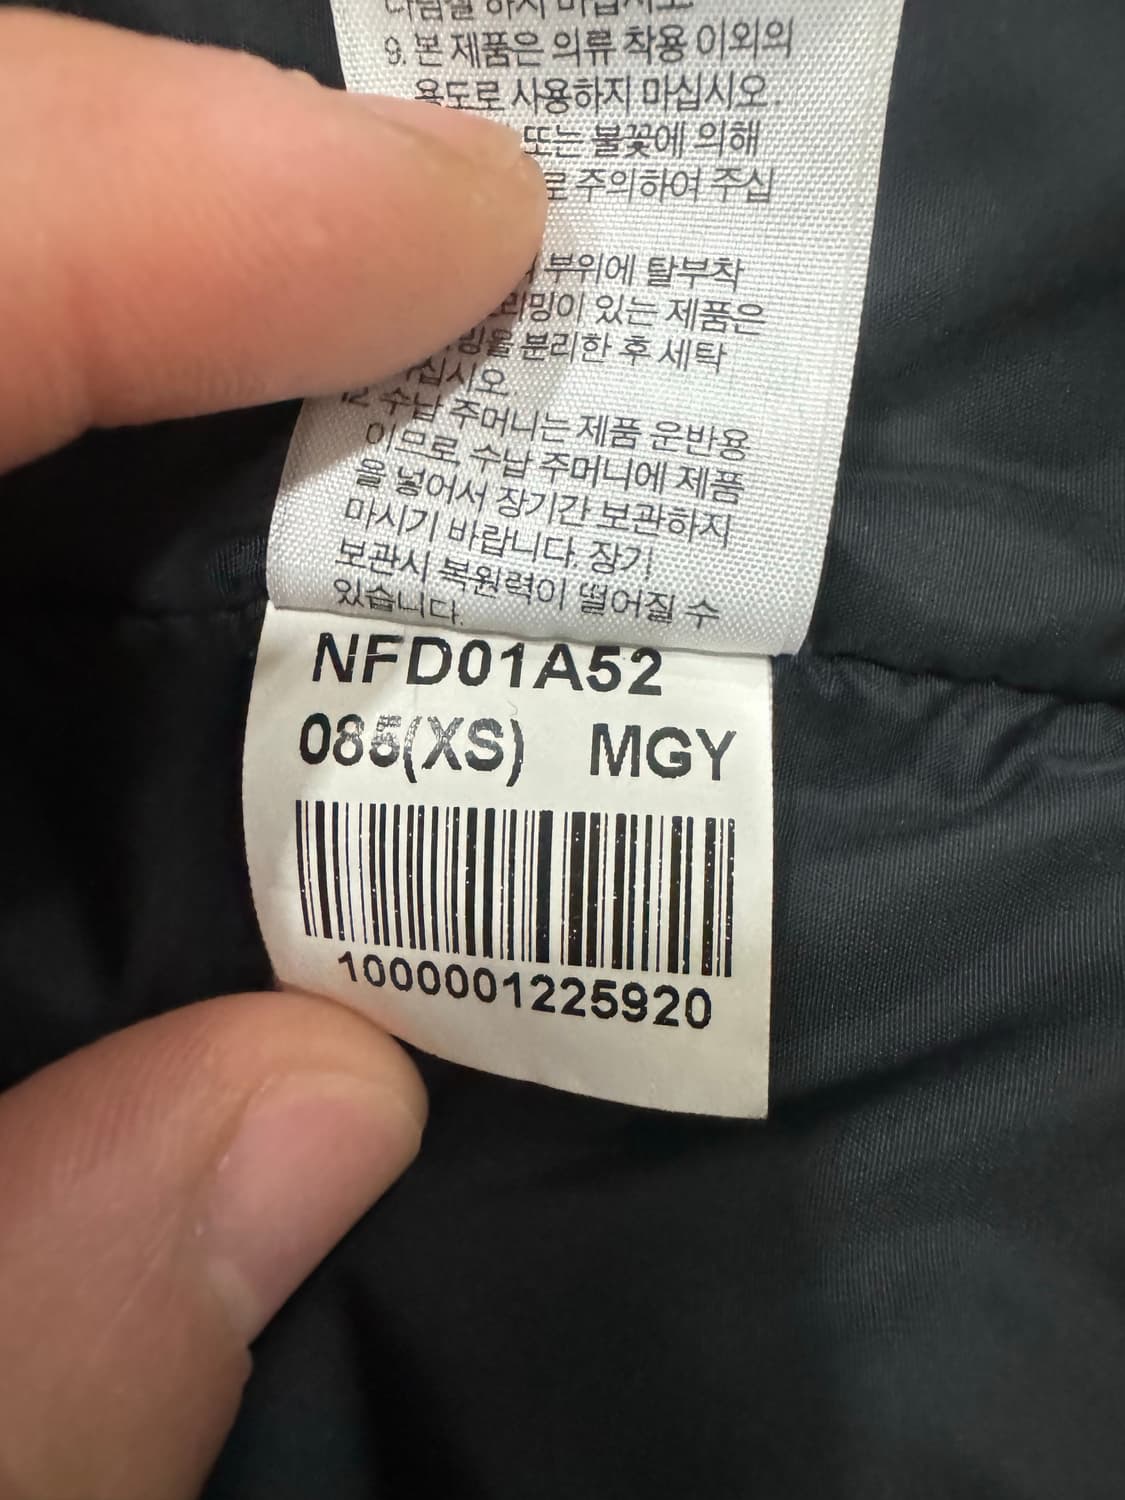 9. 본 제품은 의류 착용 이외의
용도로 사용하지 마십시오.
또는 불꽃에 의해
로 주의하여 주십
부위에 탈부착
있는 제품은
분리한 후 세탁
십시오
12. 수납 주머니는 제품 운반용
이므로, 수납 주머니에 제품
을 넣어서 장기간 보관하지
마시기 바랍니다. 장기
보관시 복원력이 떨어질 수
있습니다.
NFD01A52
085(XS) MGY
1000001225920